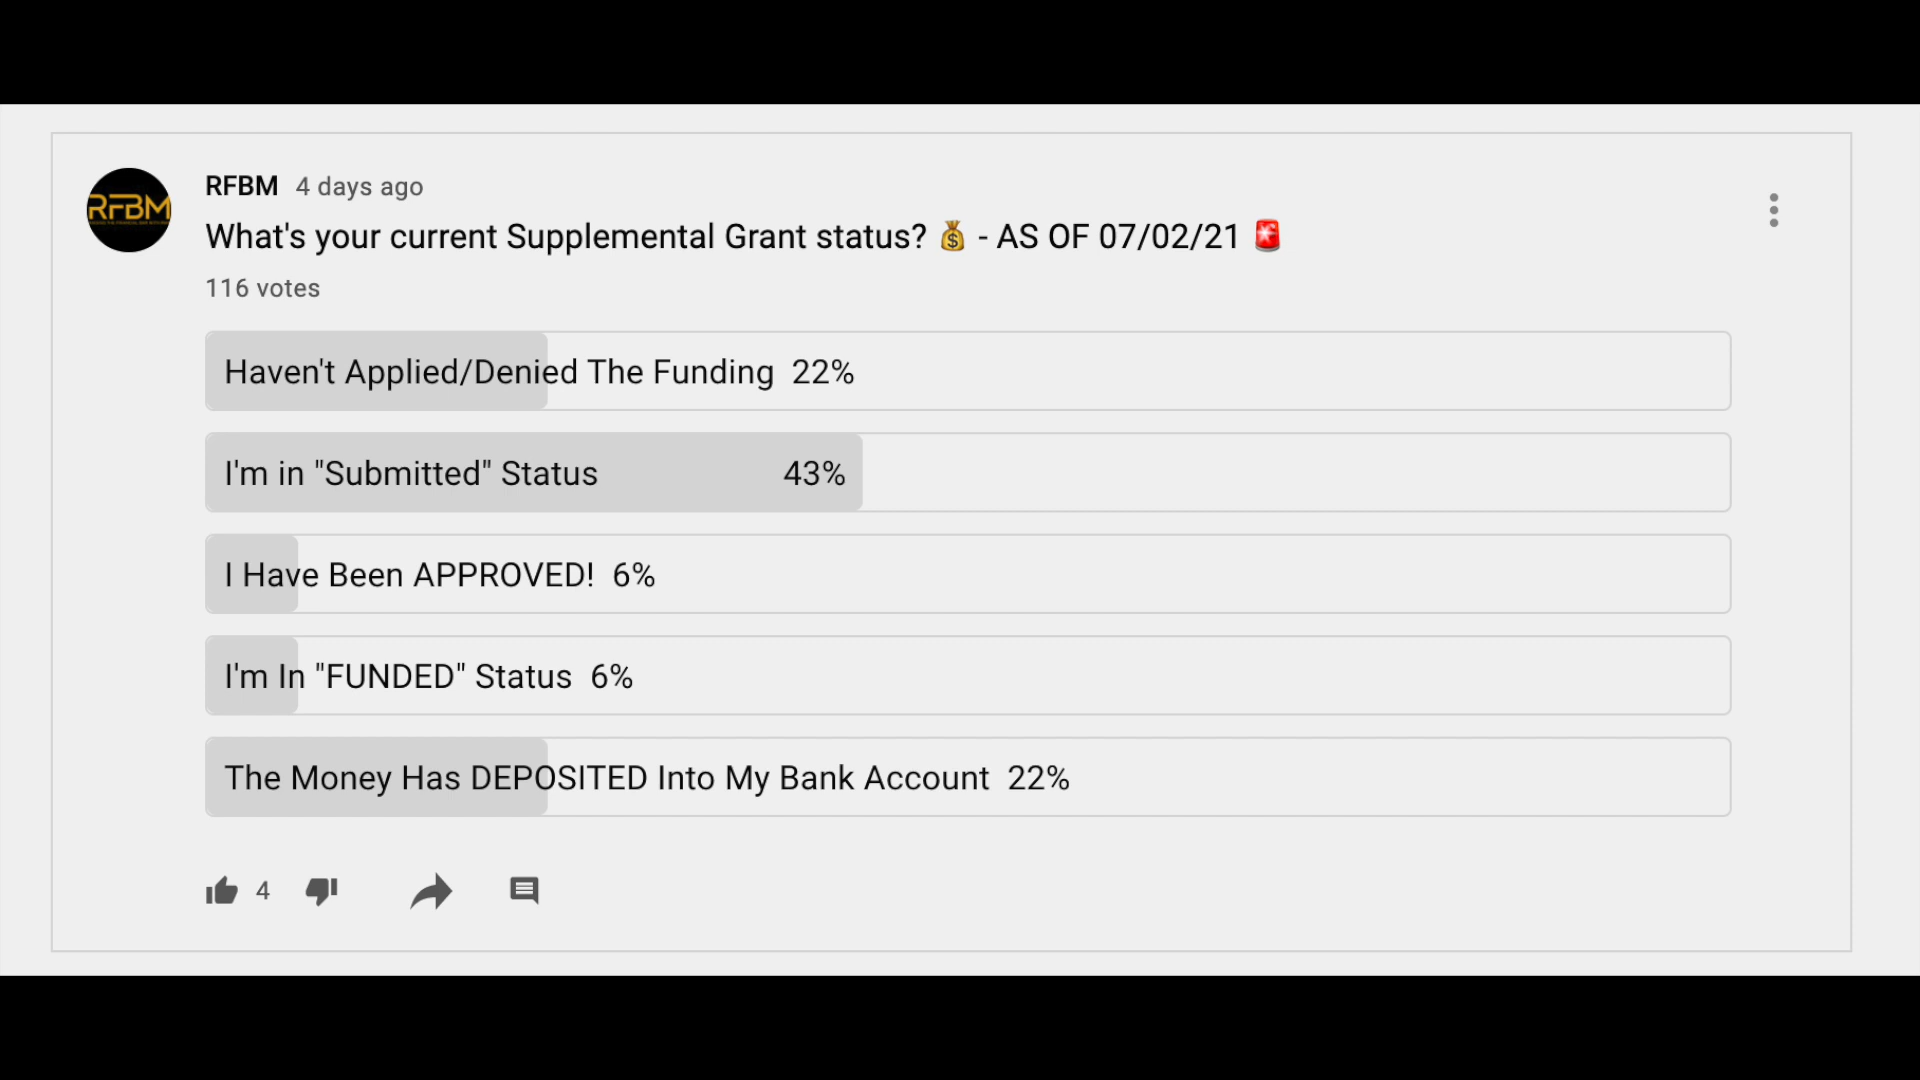 RFBM
RFBM 4 days ago
What's your current Supplemental Grant status? 💰 - AS OF 07/02/21 🚨
116 votes
Haven't Applied/Denied The Funding 22%
I'm in "Submitted" Status 43%
I Have Been APPROVED! 6%
I'm In "FUNDED" Status 6%
The Money Has DEPOSITED Into My Bank Account 22%
4